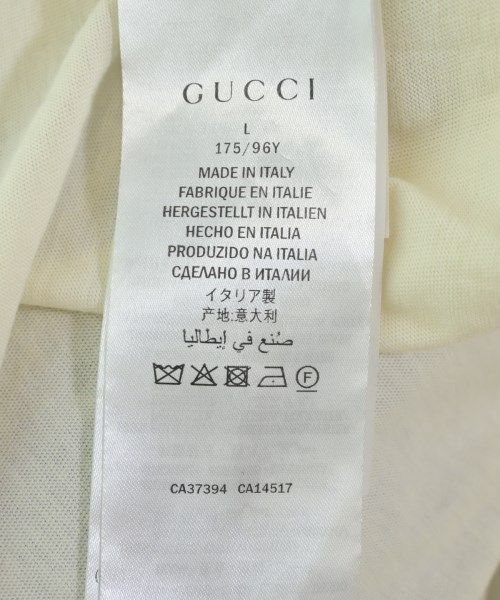 GUCCI
L
175/96Y
MADE IN ITALY
FABRIQUE EN ITALIE
HERGESTELLT IN ITALIEN
HECHO EN ITALIA
PRODUZIDO NA ITALIA
СДЕЛАНО В ИТАЛИИ
イタリア製
产地:意大利
صُنع في إيطاليا
F
CA37394 CA14517